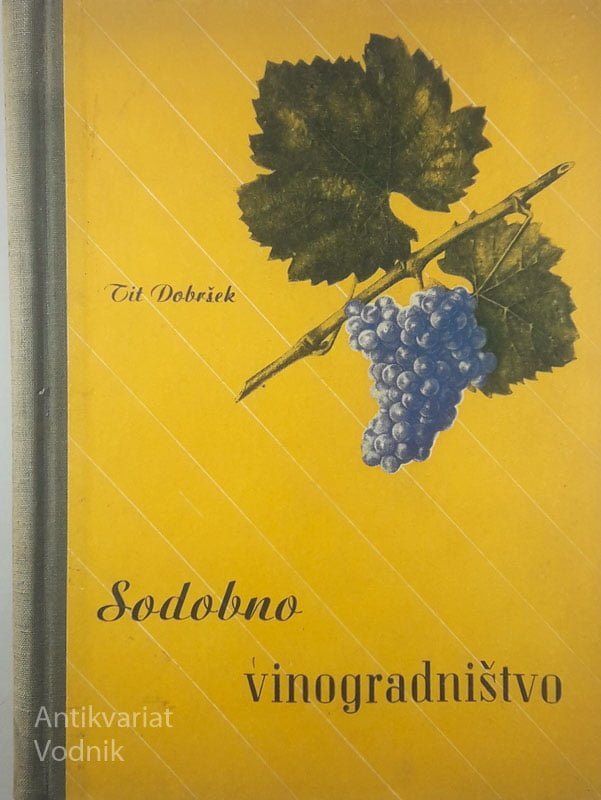 Tit Dobršek
Sodobno
vinogradništvo
Antikvariat
Vodnik